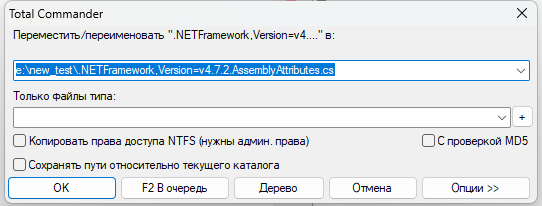 Total Commander
Переместить/переименовать ".NETFramework,Version=v4...." в:
e:\new_test\.NETFramework,Version=v4.7.2.AssemblyAttributes.cs
Только файлы типа:
+
Копировать права доступа NTFS (нужны админ. права) С проверкой MD5
Сохранять пути относительно текущего каталога
OK F2 В очередь Дерево Отмена Опции >>